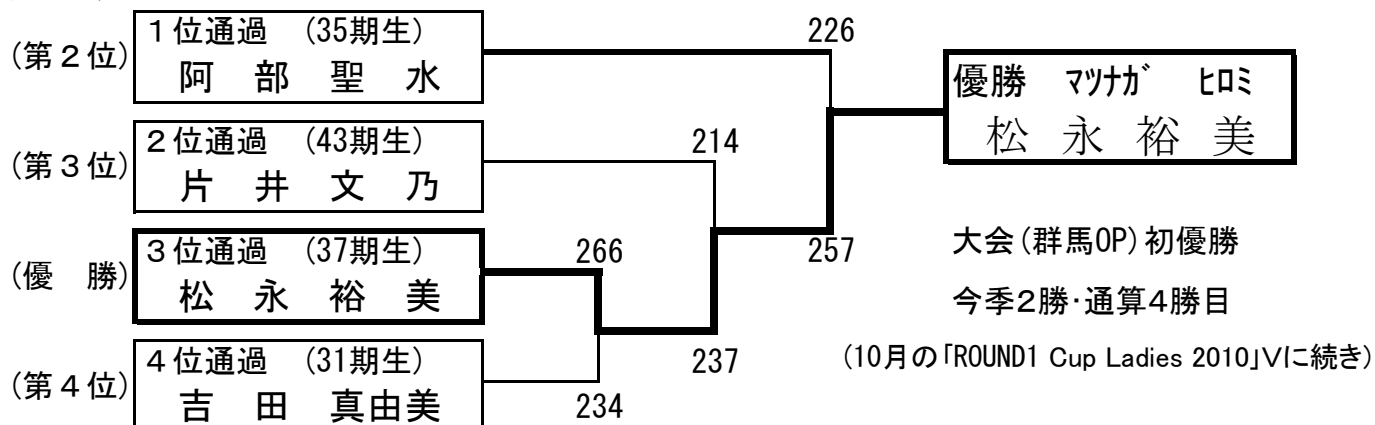 (第２位)
１位通過 (35期生)
阿 部 聖 水
226
優勝 ﾏﾂﾅｶﾞ ﾋﾛﾐ
松 永 裕 美
(第３位)
２位通過 (43期生)
片 井 文 乃
214
(優 勝)
３位通過 (37期生)
松 永 裕 美
266
257
大会(群馬OP)初優勝
今季２勝･通算４勝目
(第４位)
４位通過 (31期生)
吉 田 真由美
234
237
(10月の｢ROUND1 Cup Ladies 2010｣Vに続き)